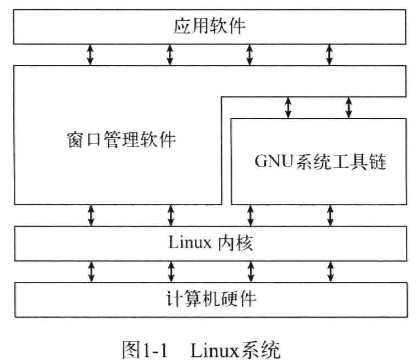 应用软件
窗口管理软件
GNU系统工具链
Linux 内核
计算机硬件
图1-1 Linux系统